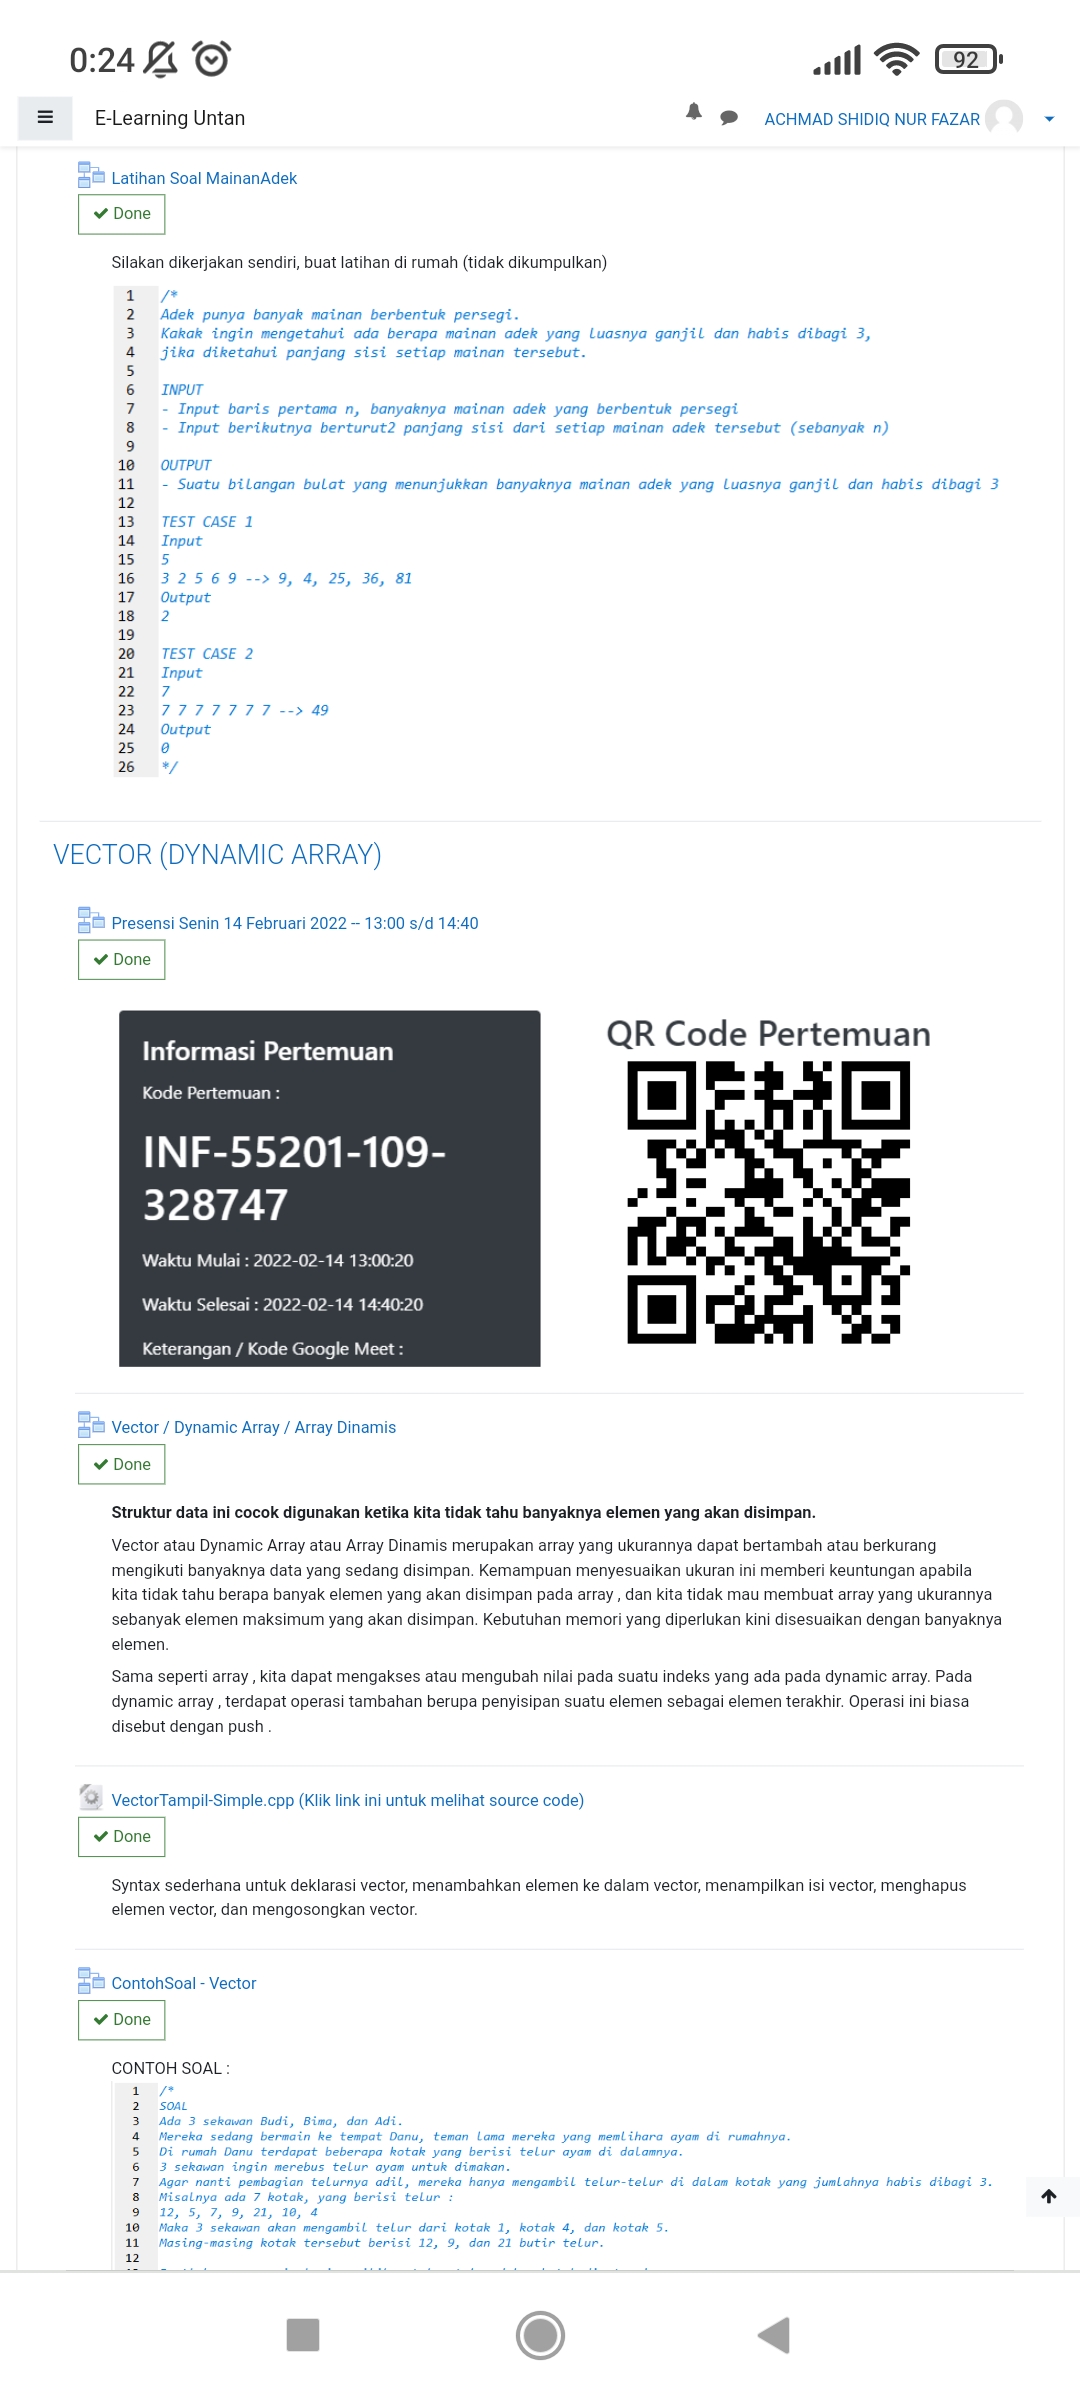 0:24
92
E-Learning Untan
ACHMAD SHIDIQ NUR FAZAR
Latihan Soal MainanAdek
Done
Silakan dikerjakan sendiri, buat latihan di rumah (tidak dikumpulkan)
1 /*
2 Adek punya banyak mainan berbentuk persegi.
3 Kakak ingin mengetahui ada berapa mainan adek yang luasnya ganjil dan habis dibagi 3,
4 jika diketahui panjang sisi setiap mainan tersebut.
5
6 INPUT
7 - Input baris pertama n, banyaknya mainan adek yang berbentuk persegi
8 - Input berikutnya berturut2 panjang sisi dari setiap mainan adek tersebut (sebanyak n)
9
10 OUTPUT
11 - Suatu bilangan bulat yang menunjukkan banyaknya mainan adek yang luasnya ganjil dan habis dibagi 3
12
13 TEST CASE 1
14 Input
15 5
16 3 2 5 6 9 --> 9, 4, 25, 36, 81
17 Output
18 2
19
20 TEST CASE 2
21 Input
22 7
23 7 7 7 7 7 7 7 --> 49
24 Output
25 0
26 */
VECTOR (DYNAMIC ARRAY)
Presensi Senin 14 Februari 2022 -- 13:00 s/d 14:40
Done
Informasi Pertemuan
Kode Pertemuan :
INF-55201-109-
328747
Waktu Mulai : 2022-02-14 13:00:20
Waktu Selesai : 2022-02-14 14:40:20
Keterangan / Kode Google Meet :
QR Code Pertemuan
Vector / Dynamic Array / Array Dinamis
Done
Struktur data ini cocok digunakan ketika kita tidak tahu banyaknya elemen yang akan disimpan.
Vector atau Dynamic Array atau Array Dinamis merupakan array yang ukurannya dapat bertambah atau berkurang
mengikuti banyaknya data yang sedang disimpan. Kemampuan menyesuaikan ukuran ini memberi keuntungan apabila
kita tidak tahu berapa banyak elemen yang akan disimpan pada array , dan kita tidak mau membuat array yang ukurannya
sebanyak elemen maksimum yang akan disimpan. Kebutuhan memori yang diperlukan kini disesuaikan dengan banyaknya
elemen.
Sama seperti array , kita dapat mengakses atau mengubah nilai pada suatu indeks yang ada pada dynamic array. Pada
dynamic array , terdapat operasi tambahan berupa penyisipan suatu elemen sebagai elemen terakhir. Operasi ini biasa
disebut dengan push .
VectorTampil-Simple.cpp (Klik link ini untuk melihat source code)
Done
Syntax sederhana untuk deklarasi vector, menambahkan elemen ke dalam vector, menampilkan isi vector, menghapus
elemen vector, dan mengosongkan vector.
ContohSoal - Vector
Done
CONTOH SOAL :
1 /*
2 SOAL
3 Ada 3 sekawan Budi, Bima, dan Adi.
4 Mereka sedang bermain ke tempat Danu, teman lama mereka yang memlihara ayam di rumahnya.
5 Di rumah Danu terdapat beberapa kotak yang berisi telur ayam di dalamnya.
6 3 sekawan ingin merebus telur ayam untuk dimakan.
7 Agar nanti pembagian telurnya adil, mereka hanya mengambil telur-telur di dalam kotak yang jumlahnya habis dibagi 3.
8 Misalnya ada 7 kotak, yang berisi telur :
9 12, 5, 7, 9, 21, 10, 4
10 Maka 3 sekawan akan mengambil telur dari kotak 1, kotak 4, dan kotak 5.
11 Masing-masing kotak tersebut berisi 12, 9, dan 21 butir telur.
12